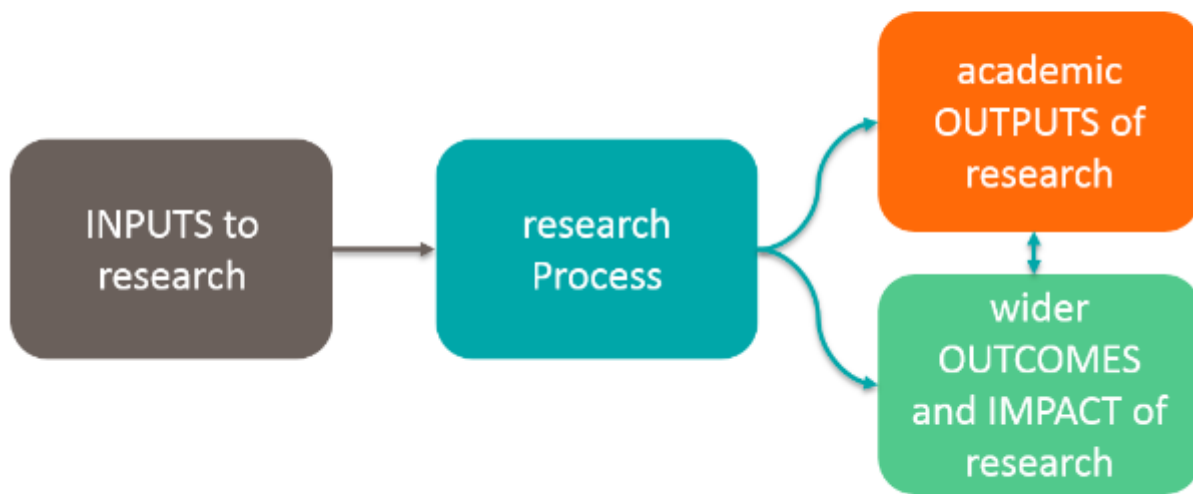 INPUTS to
research
research
Process
academic
OUTPUTS of
research
wider
OUTCOMES
and IMPACT of
research